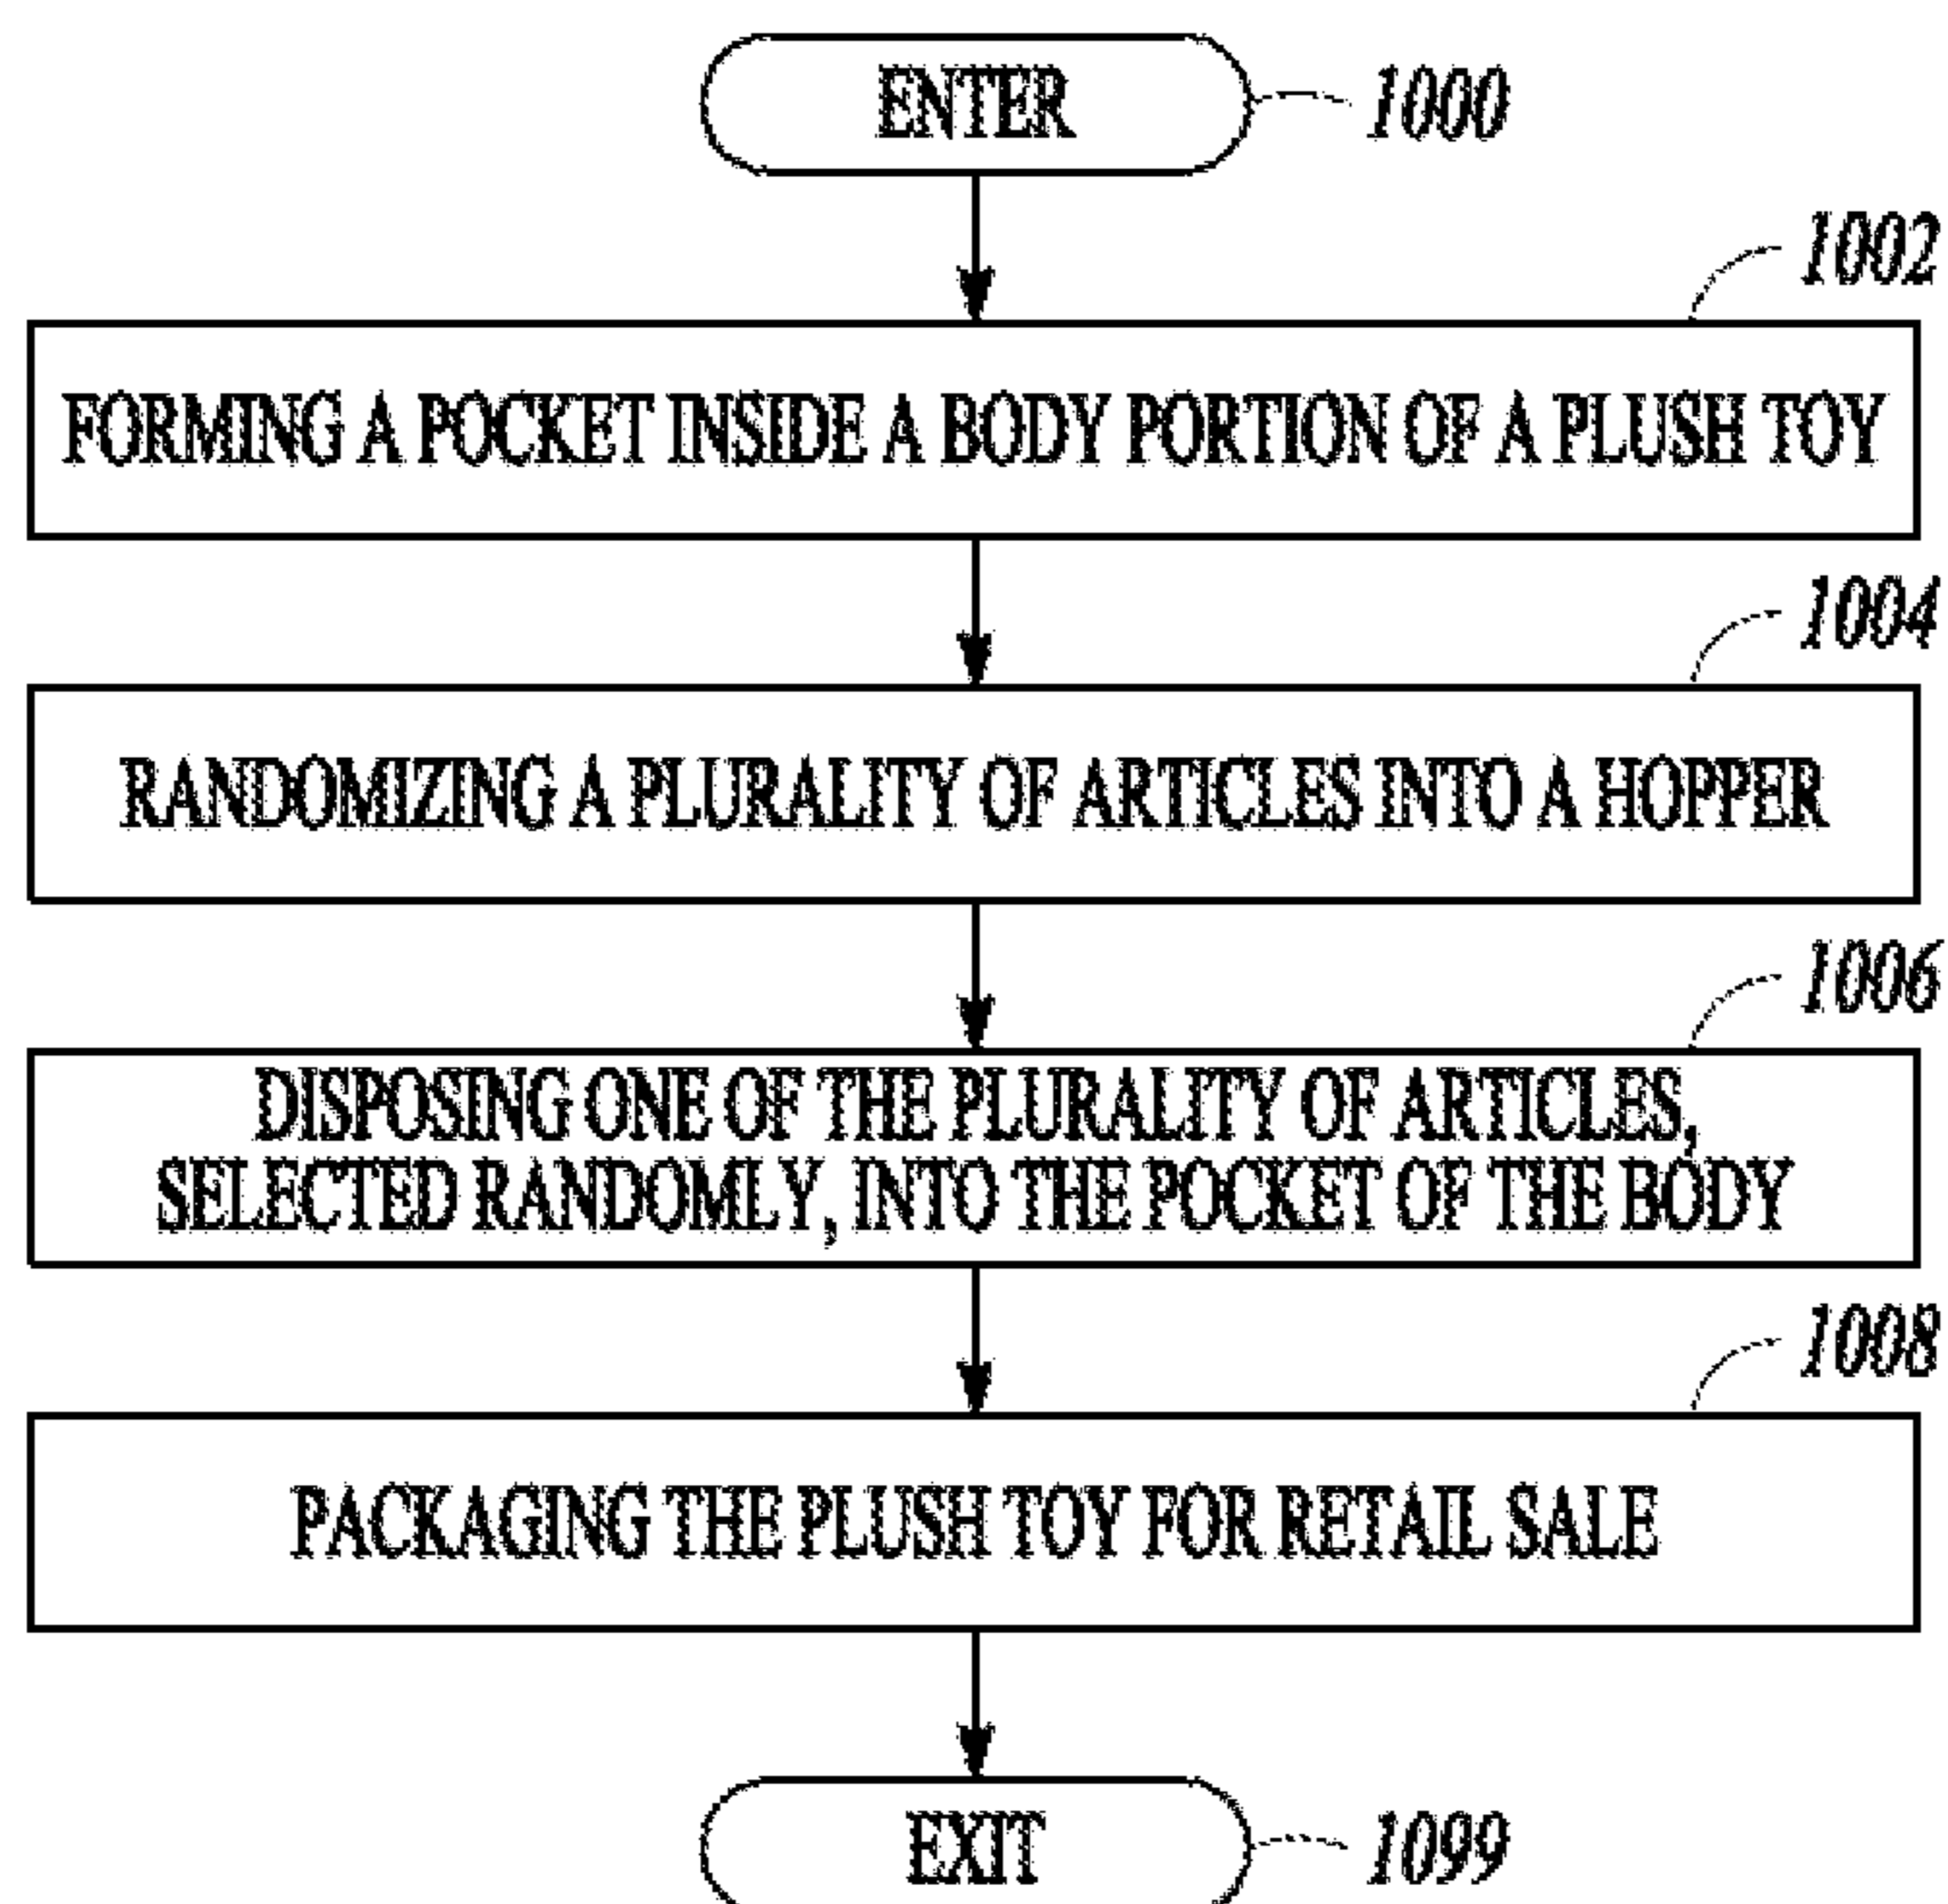 ENTER
1000
1002
FORMING A POCKET INSIDE A BODY PORTION OF A PLUSH TOY
1004
RANDOMIZING A PLURALITY OF ARTICLES INTO A HOPPER
1006
DISPOSING ONE OF THE PLURALITY OF ARTICLES,
SELECTED RANDOMLY, INTO THE POCKET OF THE BODY
1008
PACKAGING THE PLUSH TOY FOR RETAIL SALE
EXIT
1099